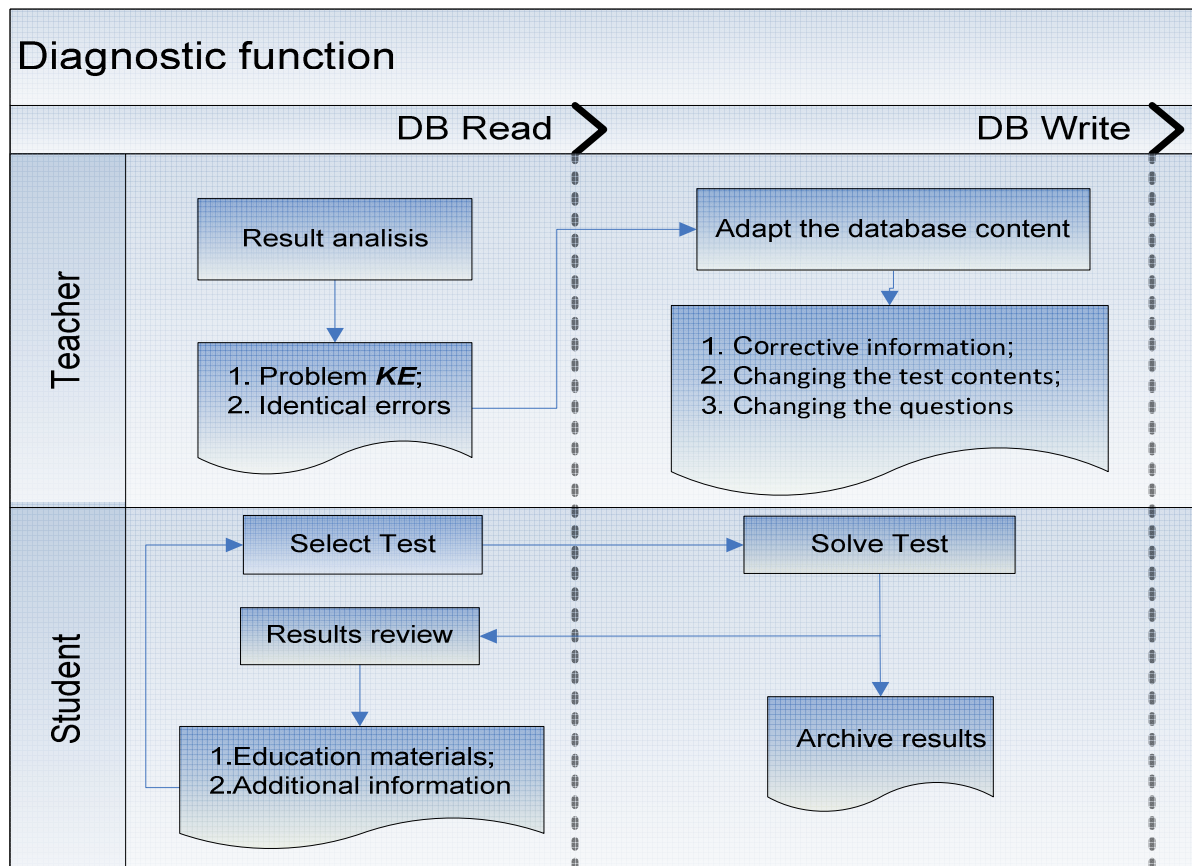 Diagnostic function
DB Read
DB Write
Teacher
Result analisis
1. Problem KE;
2. Identical errors
Adapt the database content
1. Corrective information;
2. Changing the test contents;
3. Changing the questions
Student
Select Test
Solve Test
Results review
1.Education materials;
2.Additional information
Archive results